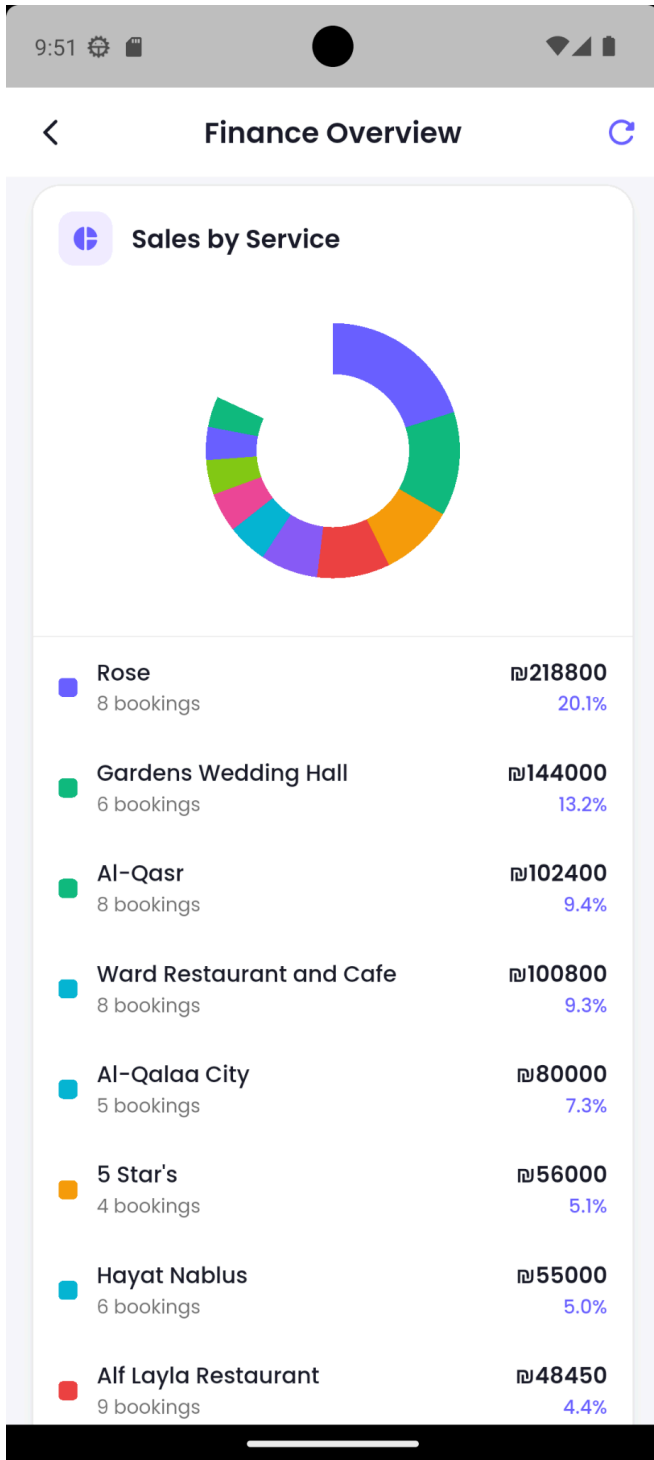 9:51
Finance Overview
Sales by Service
Rose
₪218800
8 bookings
20.1%
Gardens Wedding Hall
₪144000
6 bookings
13.2%
Al-Qasr
₪102400
8 bookings
9.4%
Ward Restaurant and Cafe
₪100800
8 bookings
9.3%
Al-Qalaa City
₪80000
5 bookings
7.3%
5 Star's
₪56000
4 bookings
5.1%
Hayat Nablus
₪55000
6 bookings
5.0%
Alf Layla Restaurant
₪48450
9 bookings
4.4%